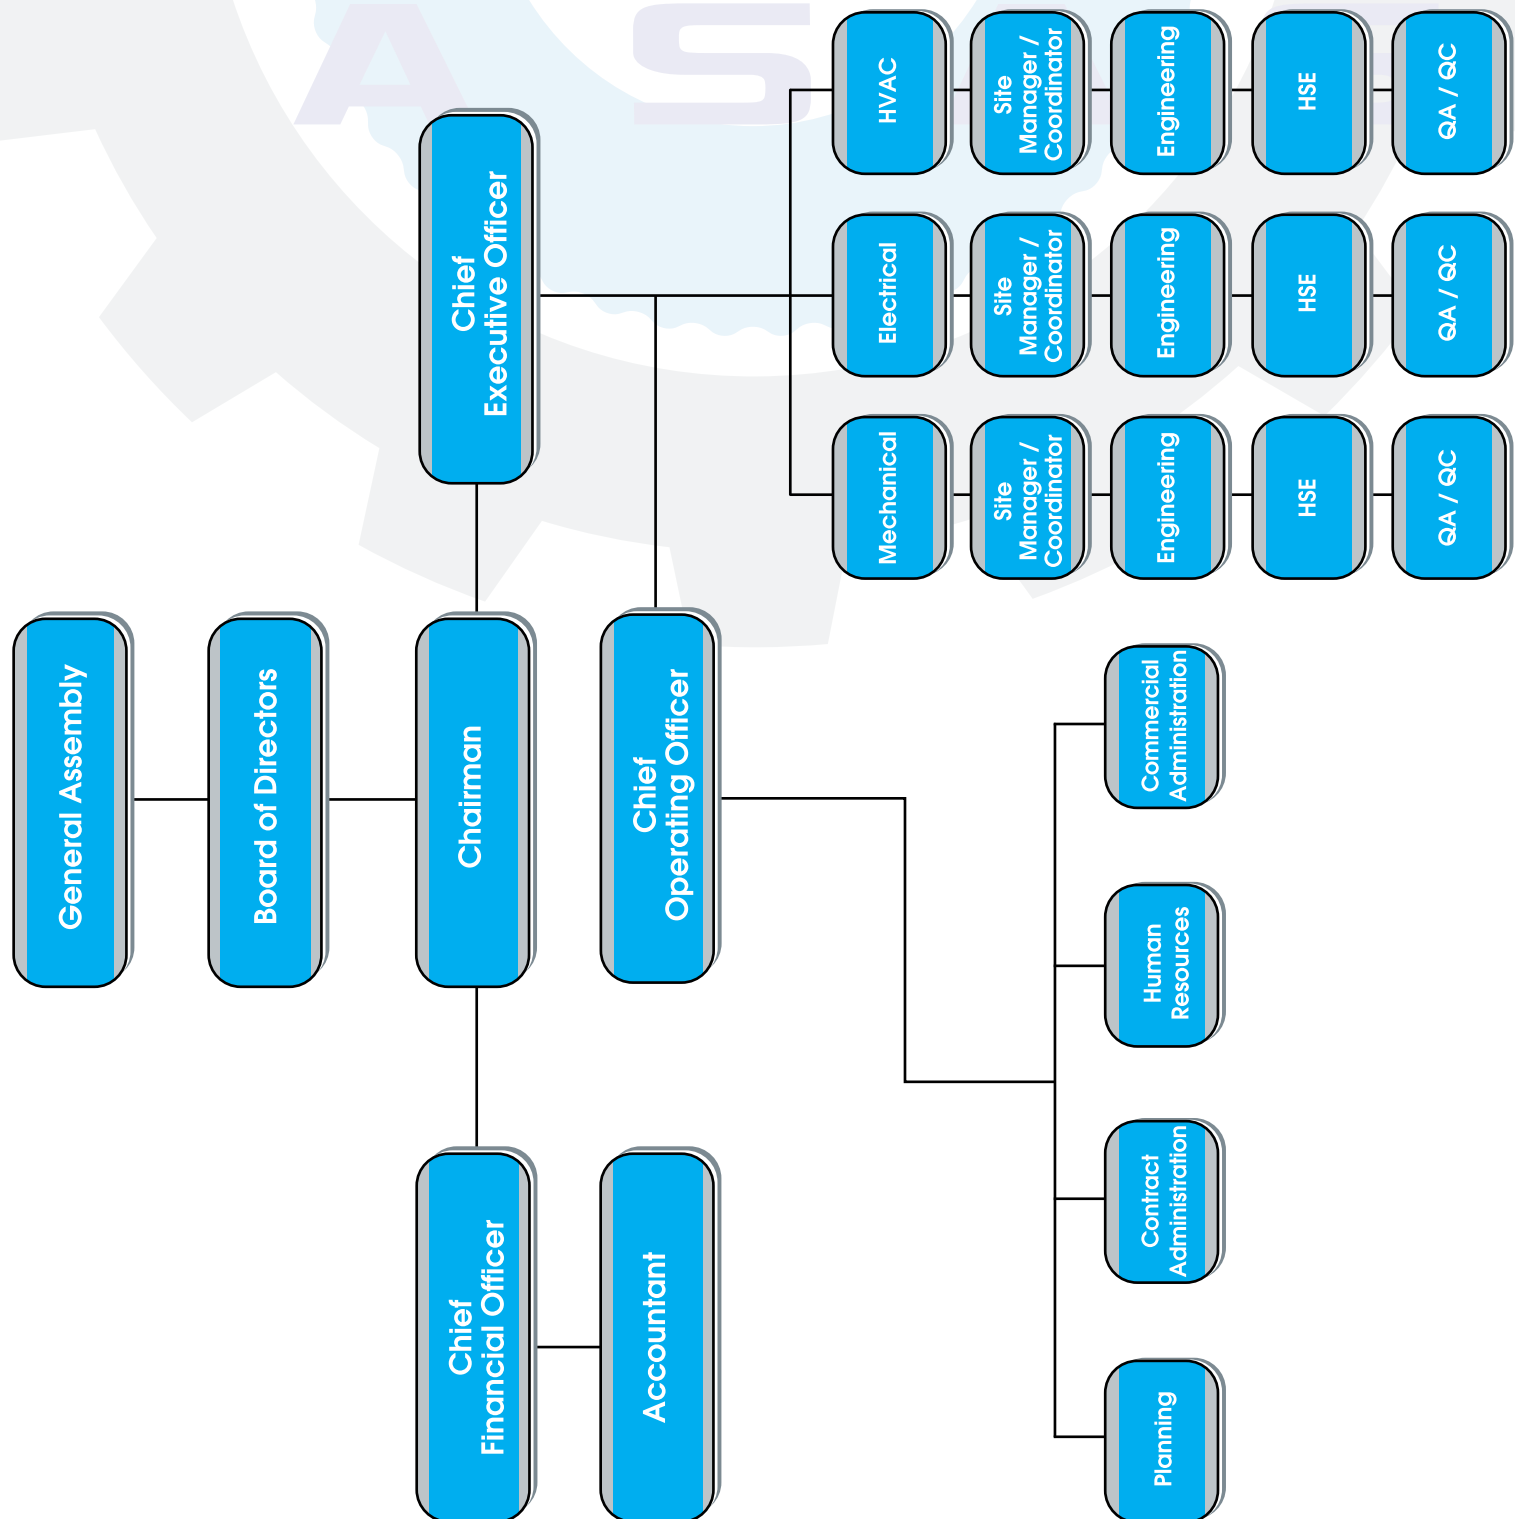 General Assembly
Board of Directors
Chief
Financial Officer
Chairman
Chief
Executive Officer
Accountant
Chief
Operating Officer
Mechanical
Electrical
HVAC
Site
Manager /
Coordinator
Site
Manager /
Coordinator
Site
Manager /
Coordinator
Planning
Contract
Administration
Human
Resources
Commercial
Administration
Engineering
Engineering
Engineering
HSE
HSE
HSE
QA / QC
QA / QC
QA / QC